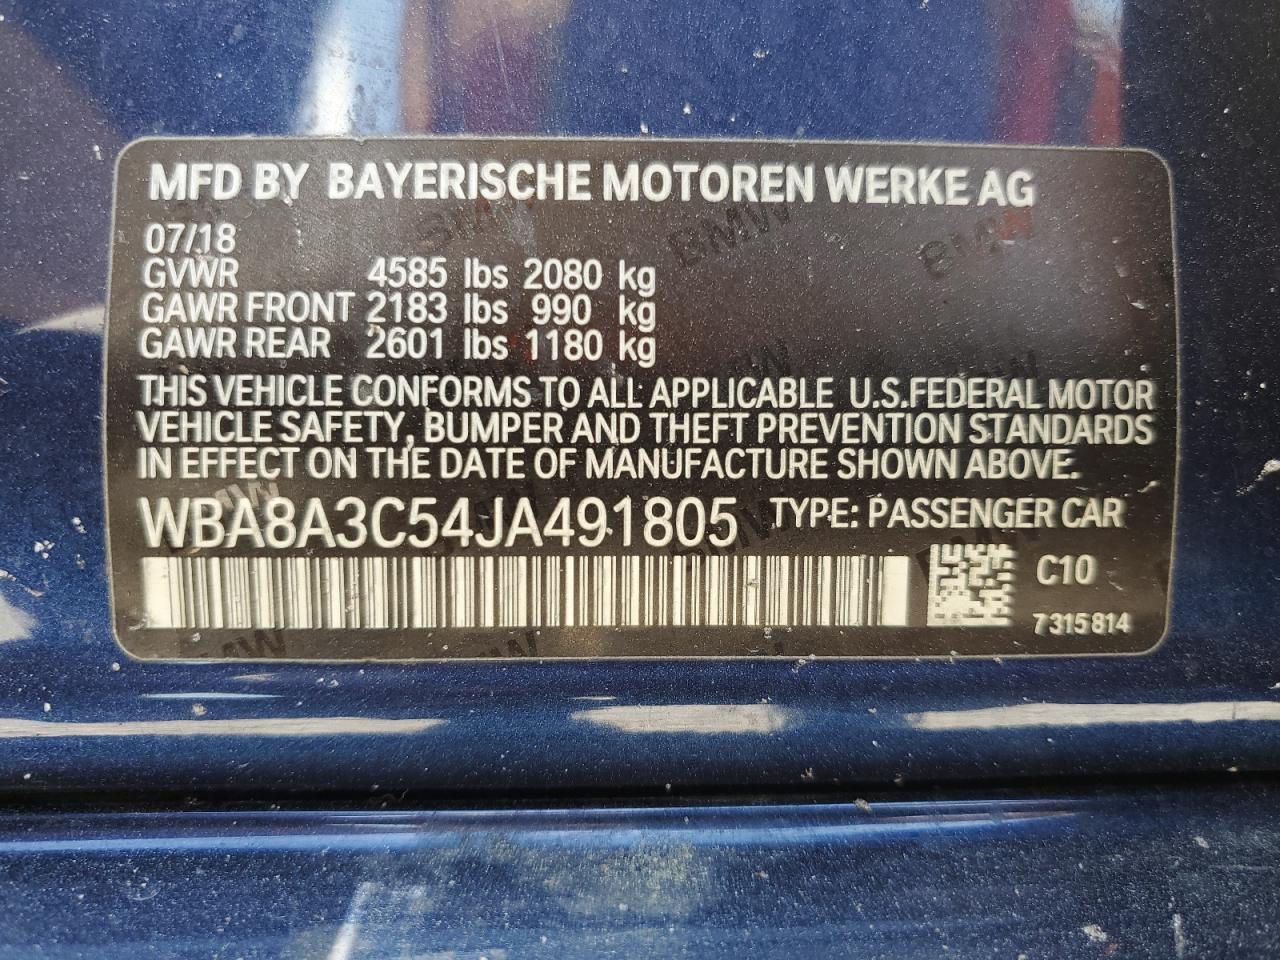 MFD BY BAYERISCHE MOTOREN WERKE AG
07/18
GVWR 4585 lbs 2080 kg
GAWR FRONT 2183 lbs 990 kg
GAWR REAR 2601 lbs 1180 kg
THIS VEHICLE CONFORMS TO ALL APPLICABLE U.S.FEDERAL MOTOR
VEHICLE SAFETY, BUMPER AND THEFT PREVENTION STANDARDS
IN EFFECT ON THE DATE OF MANUFACTURE SHOWN ABOVE.
WBA8A3C54JA491805 TYPE: PASSENGER CAR
C10
7315814